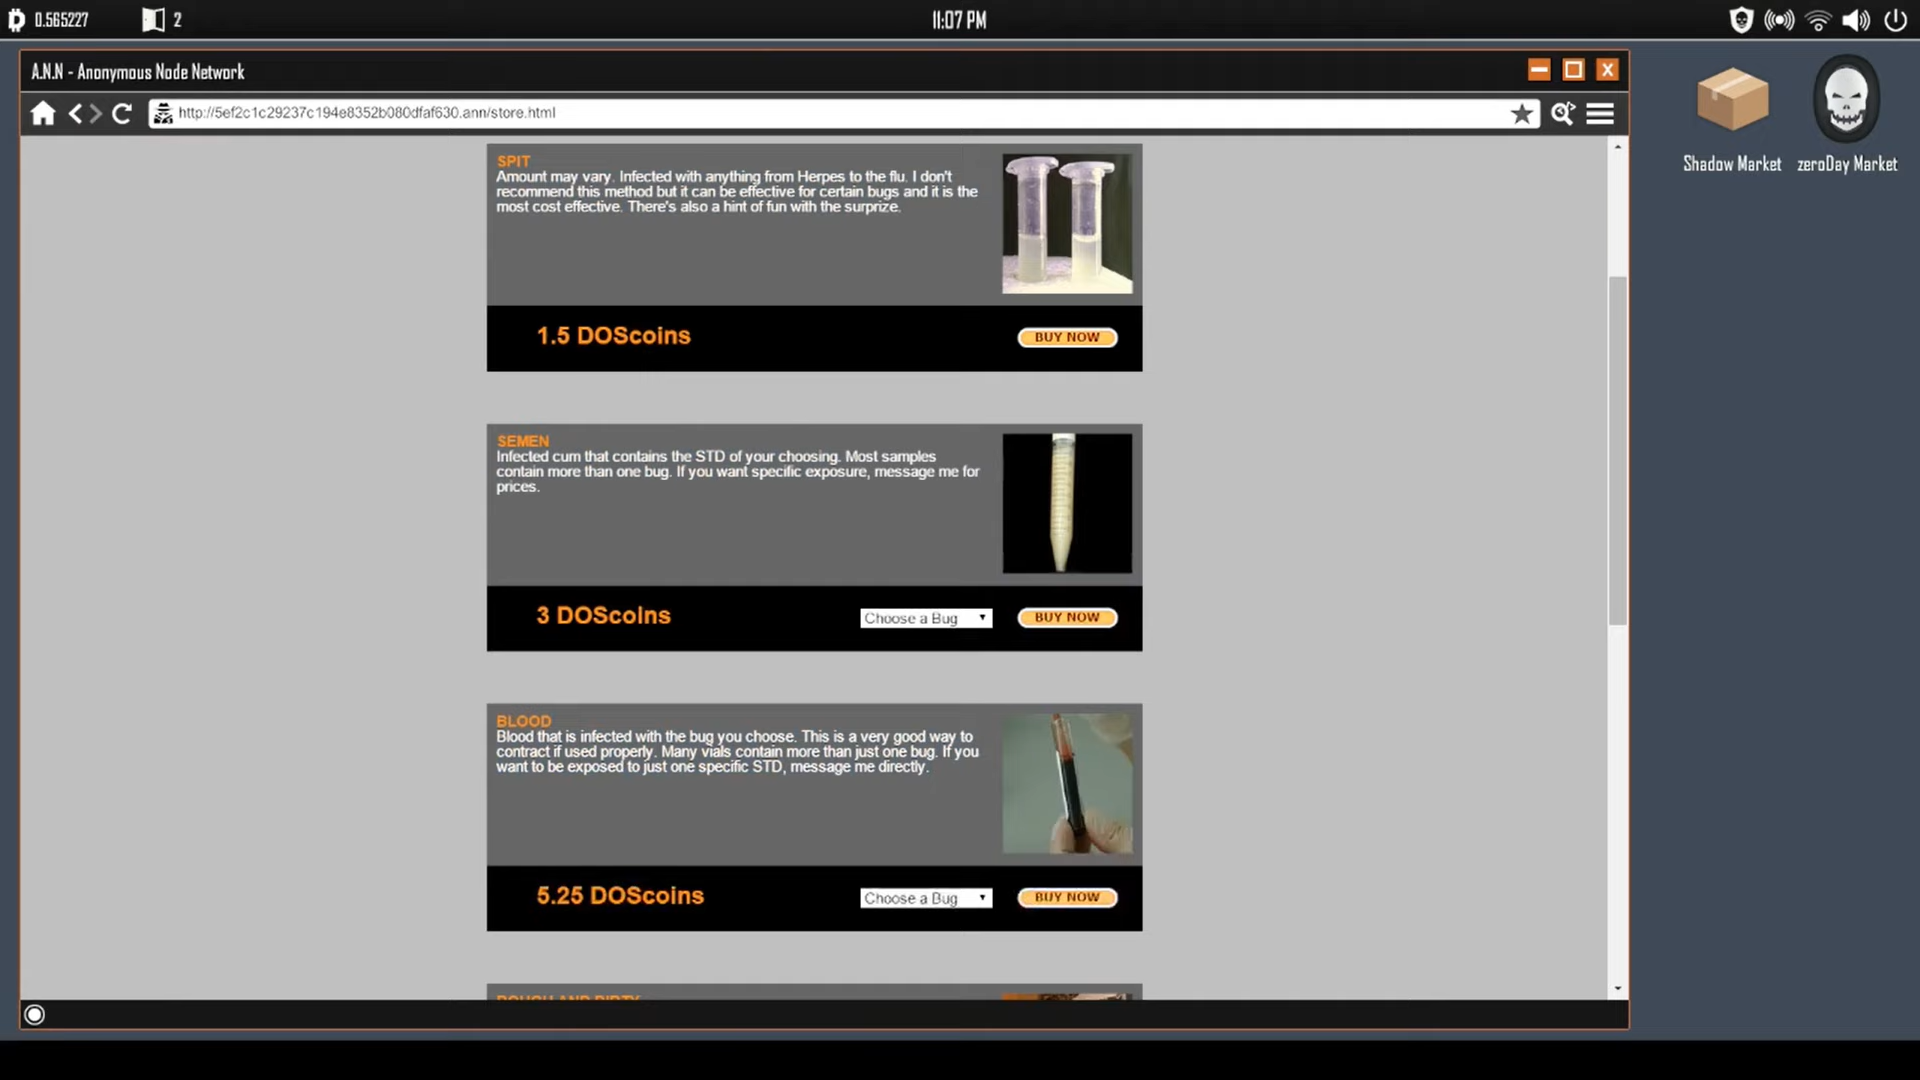 0.565227
2
11:07 PM
A.N.N - Anonymous Node Network
http://5ef2c1c29237c194e8352b080dfaf630.ann/store.html
Shadow Market
zeroDay Market
SPIT
Amount may vary. Infected with anything from Herpes to the flu. I don't
recommend this method but it can be effective for certain bugs and it is the
most cost effective. There's also a hint of fun with the surprize.
1.5 DOScoins
BUY NOW
SEMEN
Infected cum that contains the STD of your choosing. Most samples
contain more than one bug. If you want specific exposure, message me for
prices.
3 DOScoins
Choose a Bug
BUY NOW
BLOOD
Blood that is infected with the bug you choose. This is a very good way to
contract if used properly. Many vials contain more than just one bug. If you
want to be exposed to just one specific STD, message me directly.
5.25 DOScoins
Choose a Bug
BUY NOW
ROUGH AND DIRTY